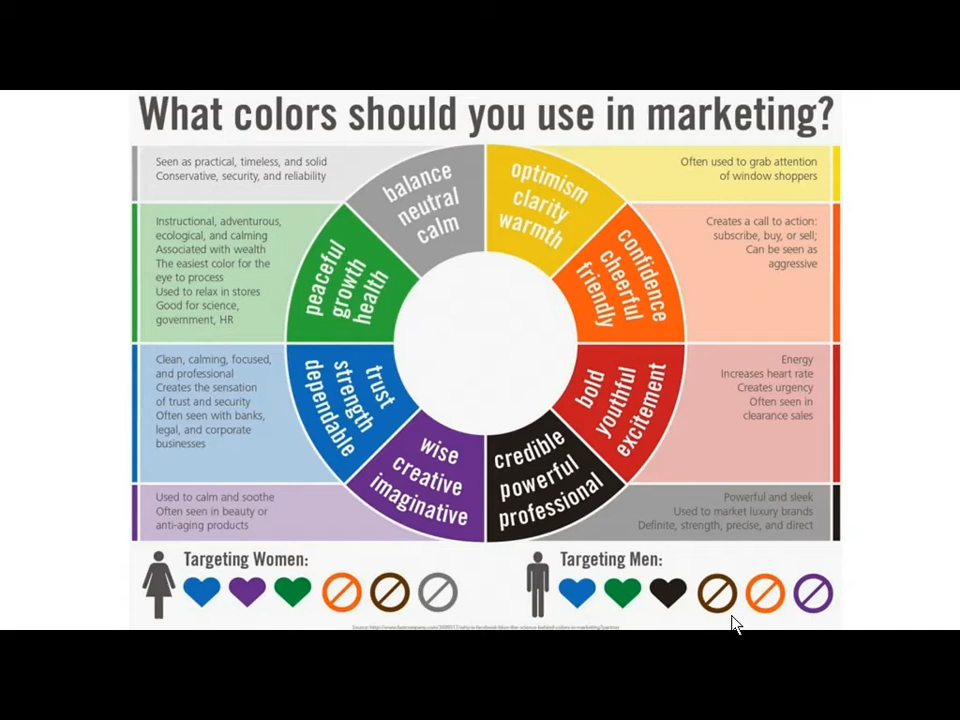 What colors should you use in marketing?
Seen as practical, timeless, and solid
Conservative, security, and reliability
balance
neutral
calm
optimism
clarity
warmth
Often used to grab attention
of window shoppers
Instructional, adventurous,
ecological, and calming
Associated with wealth
The easiest color for the
eye to process
Used to relax in stores
Good for science,
government, HR
peaceful
growth
health
confidence
cheerful
friendly
Creates a call to action:
subscribe, buy, or sell;
Can be seen as
aggressive
Clean, calming, focused,
and professional
Creates the sensation
of trust and security
Often seen with banks,
legal, and corporate
businesses
trust
strength
dependable
bold
youthful
excitement
Energy
Increases heart rate
Creates urgency
Often seen in
clearance sales
Used to calm and soothe
Often seen in beauty or
anti-aging products
wise
creative
imaginative
credible
powerful
professional
Powerful and sleek
Used to market luxury brands
Definite, strength, precise, and direct
Targeting Women:
Targeting Men: